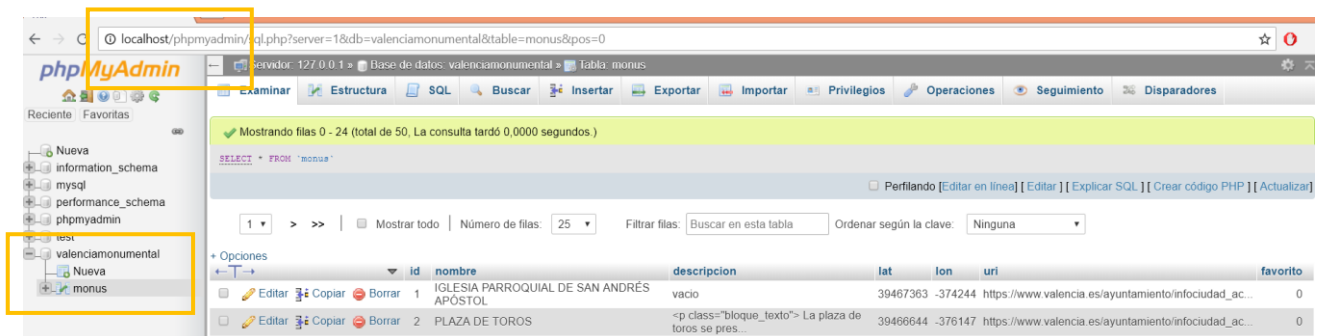 localhost/phpmyadmin/sql.php?server=1&db=valenciamonumental&table=monus&pos=0
phpMyAdmin
Servidor: 127.0.0.1 » Base de datos: valenciamonumental » Tabla: monus
Examinar Estructura SQL Buscar Insertar Exportar Importar Privilegios Operaciones Seguimiento Disparadores
Reciente Favoritas
Mostrando filas 0 - 24 (total de 50, La consulta tardó 0,0000 segundos.)
SELECT * FROM `monus`
Nueva
information_schema
mysql
performance_schema
phpmyadmin
test
valenciamonumental
Nueva
monus
Perfilando [Editar en línea] [ Editar ] [ Explicar SQL ] [ Crear código PHP ] [ Actualizar]
1 > >> Mostrar todo Número de filas: 25 Filtrar filas: Buscar en esta tabla Ordenar según la clave: Ninguna
+ Opciones
id nombre descripcion lat lon uri favorito
Editar Copiar Borrar 1 IGLESIA PARROQUIAL DE SAN ANDRÉS APÓSTOL vacio 39467363 -374244 https://www.valencia.es/ayuntamiento/infociudad_ac... 0
Editar Copiar Borrar 2 PLAZA DE TOROS <p class="bloque_texto"> La plaza de toros se pres... 39466644 -376147 https://www.valencia.es/ayuntamiento/infociudad_ac... 0